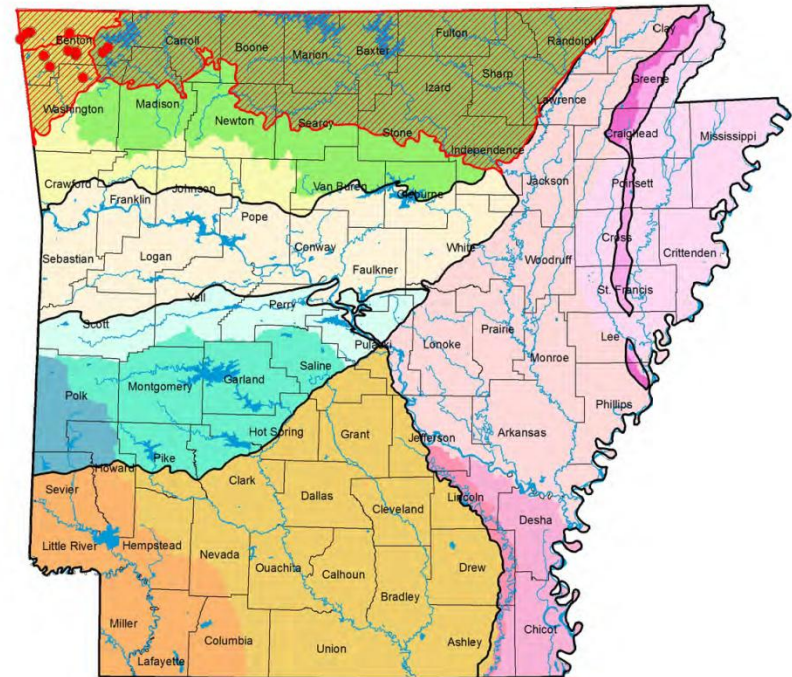 Benton
Carroll
Boone
Marion
Baxter
Fulton
Randolph
Clay
Sharp
Izard
Greene
Washington
Madison
Newton
Searcy
Stone
Lawrence
Independence
Craighead
Mississippi
Crawford
Franklin
Johnson
Van Buren
Cleburne
Jackson
Poinsett
Pope
Sebastian
Logan
Conway
Faulkner
White
Woodruff
Cross
Crittenden
St. Francis
Scott
Yell
Perry
Pulaski
Lonoke
Prairie
Monroe
Lee
Polk
Montgomery
Garland
Saline
Phillips
Hot Spring
Grant
Jefferson
Arkansas
Howard
Pike
Sevier
Clark
Dallas
Cleveland
Lincoln
Desha
Little River
Hempstead
Nevada
Ouachita
Calhoun
Bradley
Drew
Miller
Lafayette
Columbia
Union
Ashley
Chicot